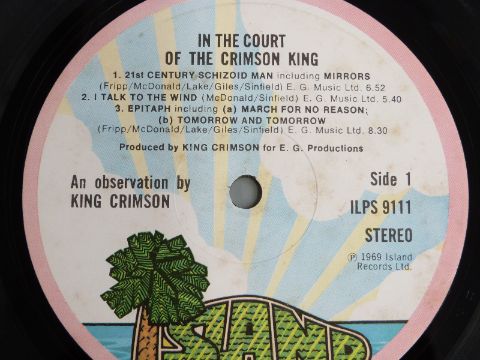 IN THE COURT
OF THE CRIMSON KING
1. 21st CENTURY SCHIZOID MAN including MIRRORS
(Fripp/McDonald/Lake/Giles/Sinfield) E. G. Music Ltd. 6.52
2. I TALK TO THE WIND (McDonald/Sinfield) E. G. Music Ltd. 5.40
3. EPITAPH including (a) MARCH FOR NO REASON;
(b) TOMORROW AND TOMORROW
(Fripp/McDonald/Lake/Giles/Sinfield) E. G. Music Ltd. 8.30
Produced by KING CRIMSON for E. G. Productions
An observation by
KING CRIMSON
Side 1
ILPS 9111
STEREO
℗ 1969 Island
Records Ltd.
ISLAND